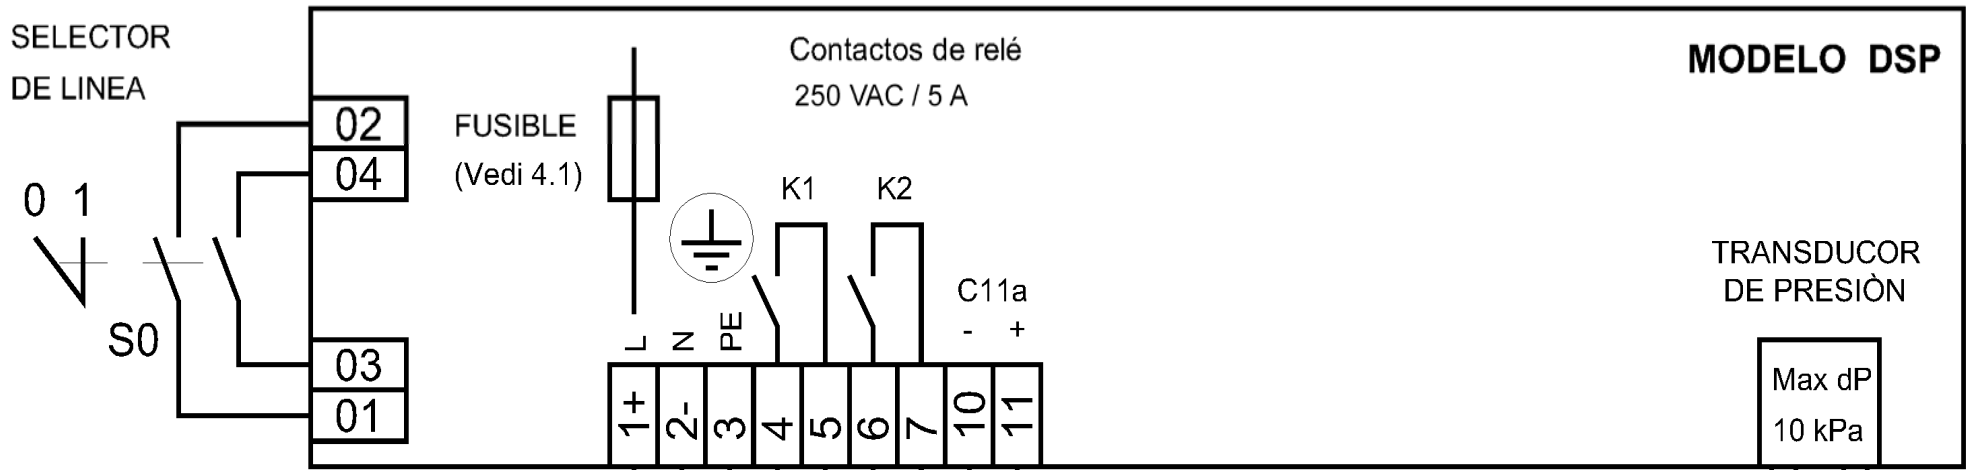 SELECTOR
DE LINEA
Contactos de relé
250 VAC / 5 A
MODELO DSP
02
04
FUSIBLE
(Vedi 4.1)
0 1
K1 K2
TRANSDUCOR
DE PRESIÒN
C11a
- +
L N PE
S0
03
01
Max dP
10 kPa
1+ 2- 3 4 5 6 7 10 11